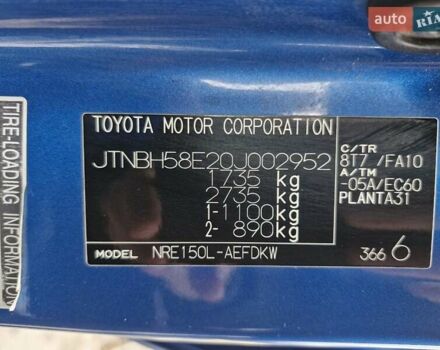 auto RIA
TIRE-LOADING INFORMATION
TOYOTA MOTOR CORPORATION
JTNBH58E20J002952
1735 kg
2735 kg
1- 1100 kg
2- 890 kg
MODEL NRE150L-AEFDKW
C/TR
8T7 /FA10
A/TM
-05A/EC60
PLANTA31
366 6